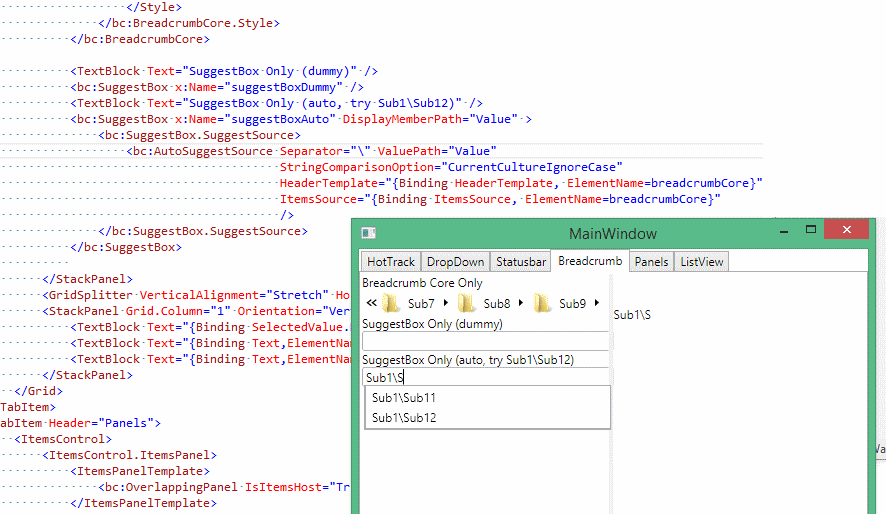 </Style>
</bc:BreadcrumbCore.Style>
</bc:BreadcrumbCore>
<TextBlock Text="SuggestBox Only (dummy)" />
<bc:SuggestBox x:Name="suggestBoxDummy" />
<TextBlock Text="SuggestBox Only (auto, try Sub1\Sub12)" />
<bc:SuggestBox x:Name="suggestBoxAuto" DisplayMemberPath="Value" >
<bc:SuggestBox.SuggestSource>
<bc:AutoSuggestSource Separator="\" ValuePath="Value"
StringComparisonOption="CurrentCultureIgnoreCase"
HeaderTemplate="{Binding HeaderTemplate, ElementName=breadcrumbCore}"
ItemsSource="{Binding ItemsSource, ElementName=breadcrumbCore}"
/>
</bc:SuggestBox.SuggestSource>
</bc:SuggestBox>
</StackPanel>
<GridSplitter VerticalAlignment="Stretch" Ho
<StackPanel Grid.Column="1" Orientation="Ver
<TextBlock Text="{Binding SelectedValue.
<TextBlock Text="{Binding Text,ElementNam
<TextBlock Text="{Binding Text,ElementNam
</StackPanel>
</Grid>
TabItem>
abItem Header="Panels">
<ItemsControl>
<ItemsControl.ItemsPanel>
<ItemsPanelTemplate>
<bc:OverlappingPanel IsItemsHost="Tr
</ItemsPanelTemplate>
MainWindow
HotTrack DropDown Statusbar Breadcrumb Panels ListView
Breadcrumb Core Only
Sub7 Sub8 Sub9
SuggestBox Only (dummy)
SuggestBox Only (auto, try Sub1\Sub12)
Sub1\S
Sub1\Sub11
Sub1\Sub12
Sub1\S